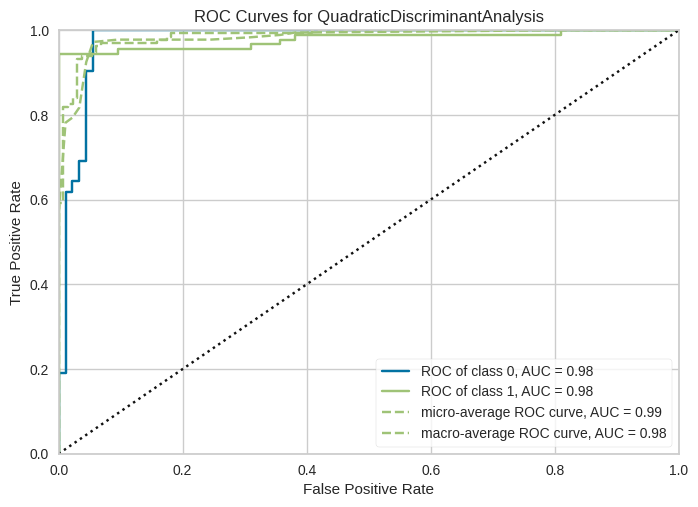 ROC Curves for QuadraticDiscriminantAnalysis
1.0
0.8
0.6
0.4
0.2
0.0
True Positive Rate
ROC of class 0, AUC = 0.98
ROC of class 1, AUC = 0.98
micro-average ROC curve, AUC = 0.99
macro-average ROC curve, AUC = 0.98
0.0 0.2 0.4 0.6 0.8 1.0
False Positive Rate